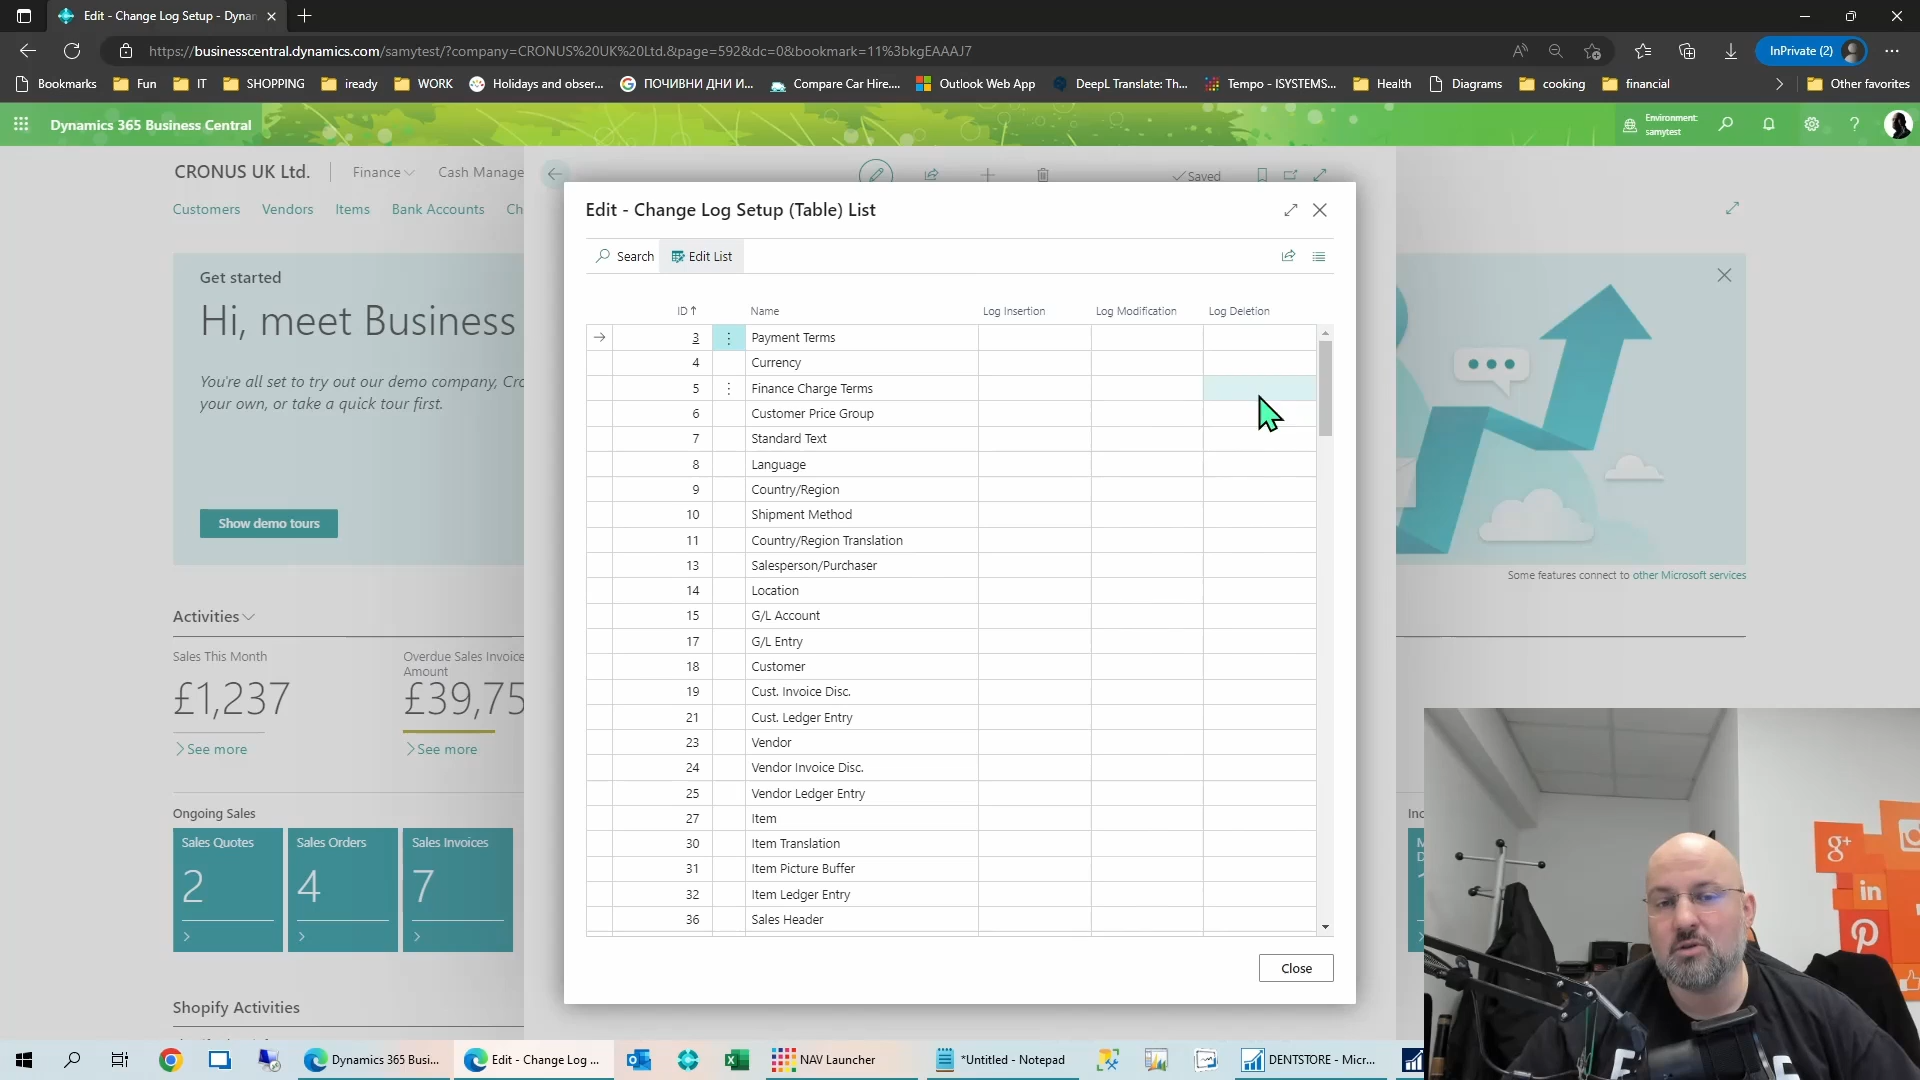 Edit - Change Log Setup - Dynan
https://businesscentral.dynamics.com/samytest/?company=CRONUS%20UK%20Ltd.&page=592&dc=0&bookmark=11%3bkgEAAAJ7
InPrivate (2)
Bookmarks Fun IT SHOPPING iready WORK Holidays and obser... ПОЧИВНИ ДНИ И... Compare Car Hire.... Outlook Web App DeepL Translate: Th... Tempo - ISYSTEMS... Health Diagrams cooking financial Other favorites
Dynamics 365 Business Central
Environment:
samytest
CRONUS UK Ltd. Finance Cash Manage
Saved
Customers Vendors Items Bank Accounts Ch
Edit - Change Log Setup (Table) List
Search Edit List
ID↑ Name Log Insertion Log Modification Log Deletion
3 Payment Terms
4 Currency
5 Finance Charge Terms
6 Customer Price Group
7 Standard Text
8 Language
9 Country/Region
10 Shipment Method
11 Country/Region Translation
13 Salesperson/Purchaser
14 Location
15 G/L Account
17 G/L Entry
18 Customer
19 Cust. Invoice Disc.
21 Cust. Ledger Entry
23 Vendor
24 Vendor Invoice Disc.
25 Vendor Ledger Entry
27 Item
30 Item Translation
31 Item Picture Buffer
32 Item Ledger Entry
36 Sales Header
Close
Get started
Hi, meet Business
You're all set to try out our demo company, Cro
your own, or take a quick tour first.
Show demo tours
Some features connect to other Microsoft services
Activities
Sales This Month
£1,237
See more
Overdue Sales Invoice
Amount
£39,75
See more
Ongoing Sales
Sales Quotes
2
Sales Orders
4
Sales Invoices
7
Shopify Activities
g+
in
Dynamics 365 Busi... Edit - Change Log ... NAV Launcher *Untitled - Notepad DENTSTORE - Micr...